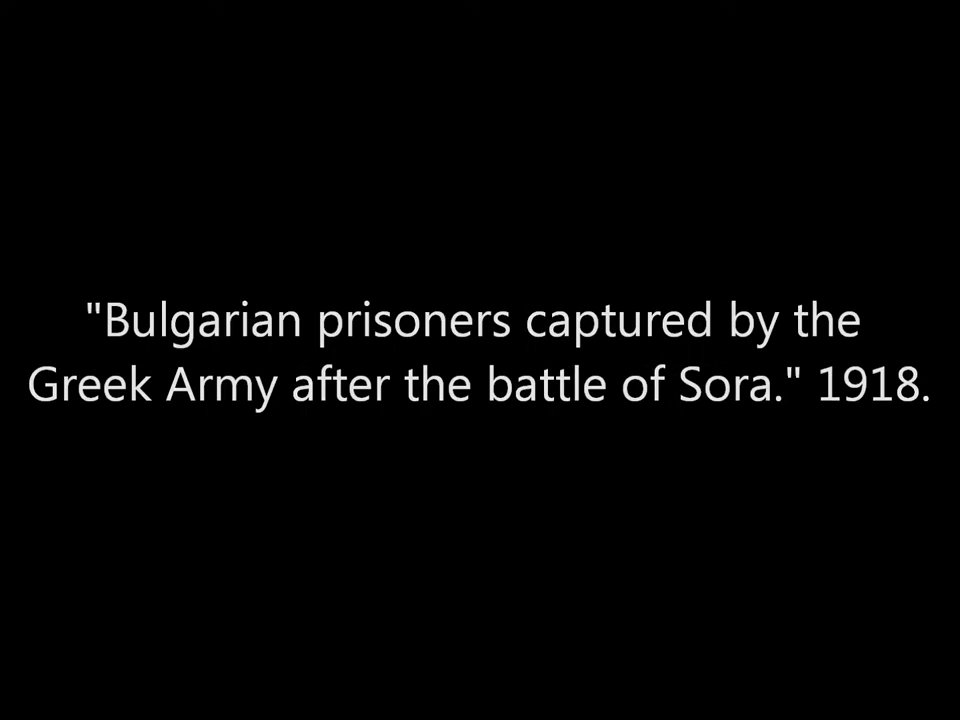 "Bulgarian prisoners captured by the
Greek Army after the battle of Sora." 1918.